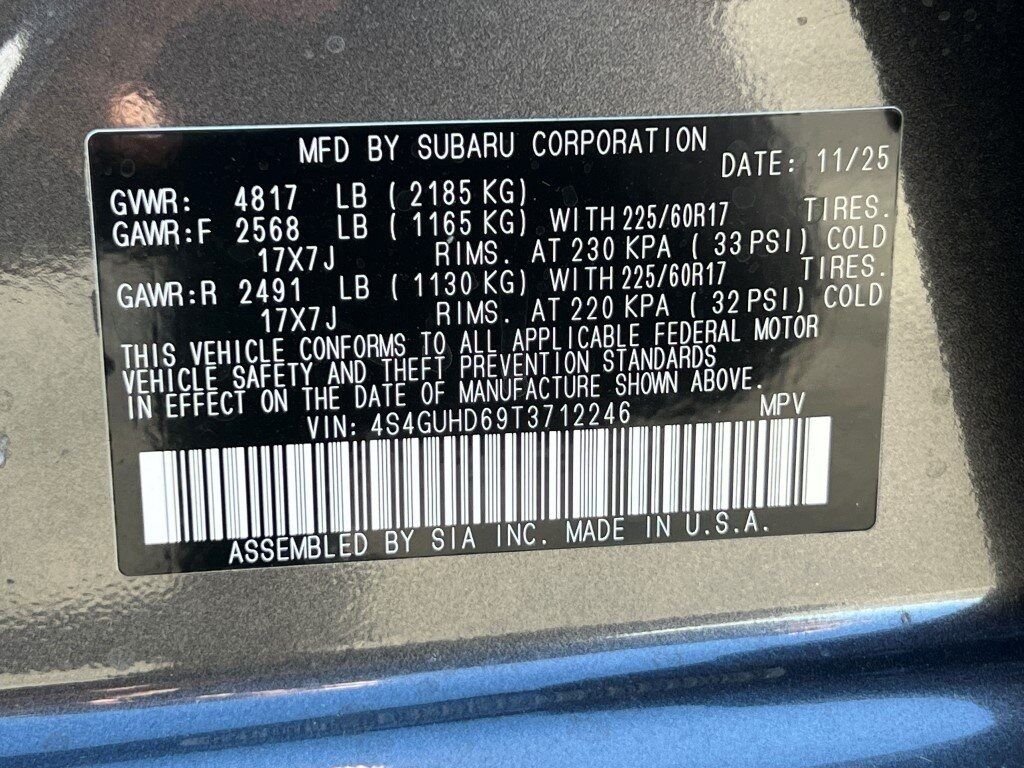 MFD BY SUBARU CORPORATION DATE: 11/25
GVWR: 4817 LB ( 2185 KG)
GAWR:F 2568 LB ( 1165 KG) WITH 225/60R17 TIRES.
17X7J RIMS. AT 230 KPA ( 33 PSI) COLD
GAWR:R 2491 LB ( 1130 KG) WITH 225/60R17 TIRES.
17X7J RIMS. AT 220 KPA ( 32 PSI) COLD
THIS VEHICLE CONFORMS TO ALL APPLICABLE FEDERAL MOTOR
VEHICLE SAFETY AND THEFT PREVENTION STANDARDS
IN EFFECT ON THE DATE OF MANUFACTURE SHOWN ABOVE.
VIN: 4S4GUHD69T3712246 MPV
ASSEMBLED BY SIA INC. MADE IN U.S.A.